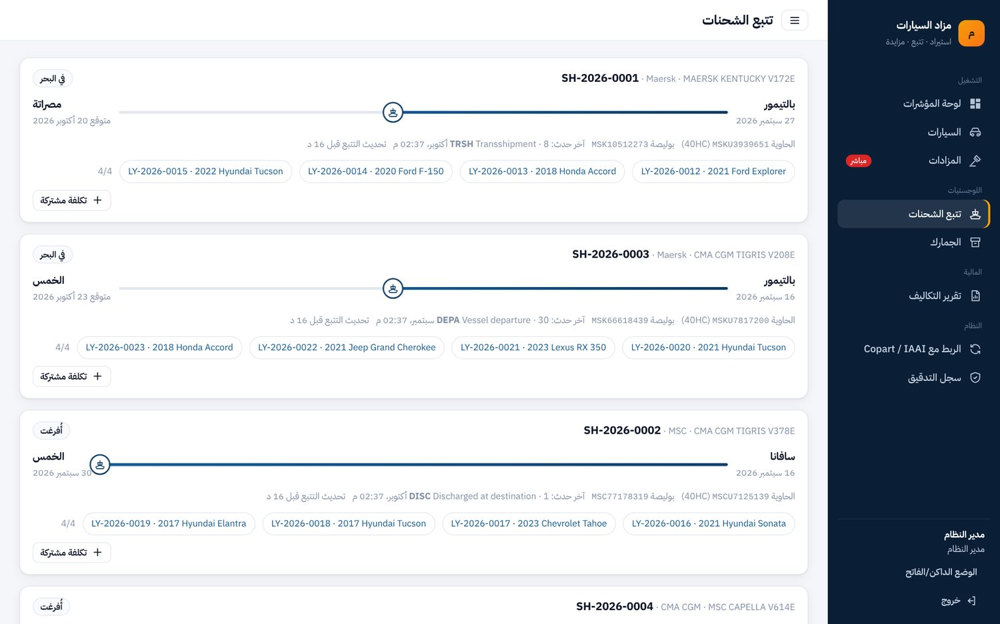 م
مزاد السيارات
استيراد · تتبع · مزايدة
التشغيل
لوحة المؤشرات
السيارات
المزادات
مباشر
اللوجستيات
تتبع الشحنات
الجمارك
المالية
تقرير التكاليف
النظام
الربط مع Copart / IAAI
سجل التدقيق
مدير النظام
مدير النظام
الوضع الداكن/الفاتح
خروج
تتبع الشحنات
SH-2026-0001 · Maersk · MAERSK KENTUCKY V172E
في البحر
بالتيمور
27 سبتمبر 2026
مصراتة
متوقع 20 أكتوبر 2026
الحاوية MSKU3939651 (40HC) بوليصة MSK10512273 آخر حدث: TRSH Transshipment · 8 أكتوبر، 02:37 م تحديث التتبع قبل 16 د
LY-2026-0012 · 2021 Ford Explorer
LY-2026-0013 · 2018 Honda Accord
LY-2026-0014 · 2020 Ford F-150
LY-2026-0015 · 2022 Hyundai Tucson
4/4
+ تكلفة مشتركة
SH-2026-0003 · Maersk · CMA CGM TIGRIS V208E
في البحر
بالتيمور
16 سبتمبر 2026
الخمس
متوقع 23 أكتوبر 2026
الحاوية MSKU7817200 (40HC) بوليصة MSK66618439 آخر حدث: DEPA Vessel departure · 30 سبتمبر، 02:37 م تحديث التتبع قبل 16 د
LY-2026-0020 · 2021 Hyundai Tucson
LY-2026-0021 · 2023 Lexus RX 350
LY-2026-0022 · 2021 Jeep Grand Cherokee
LY-2026-0023 · 2018 Honda Accord
4/4
+ تكلفة مشتركة
SH-2026-0002 · MSC · CMA CGM TIGRIS V378E
أُفرغت
سافانا
16 سبتمبر 2026
الخمس
30 سبتمبر 2026
الحاوية MSCU7125139 (40HC) بوليصة MSC77178319 آخر حدث: DISC Discharged at destination · 1 أكتوبر، 02:37 م تحديث التتبع قبل 16 د
LY-2026-0016 · 2021 Hyundai Sonata
LY-2026-0017 · 2023 Chevrolet Tahoe
LY-2026-0018 · 2017 Hyundai Tucson
LY-2026-0019 · 2017 Hyundai Elantra
4/4
+ تكلفة مشتركة
SH-2026-0004 · CMA CGM · MSC CAPELLA V614E
أُفرغت